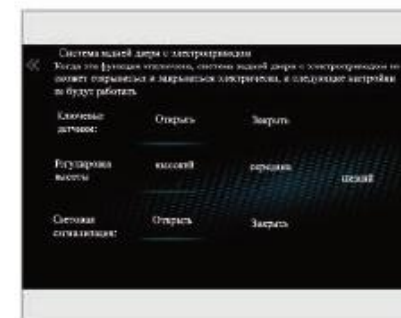 Система задней двери с электроприводом
Когда эта функция отключена, система задней двери с электроприводом не
может открываться и закрываться электрически, и следующие настройки
не будут работать
Ключевые
датчики:
Открыть
Закрыть
Регулировка
высоты
высокий
середина
низкий
Световая
сигнализация:
Открыть
Закрыть